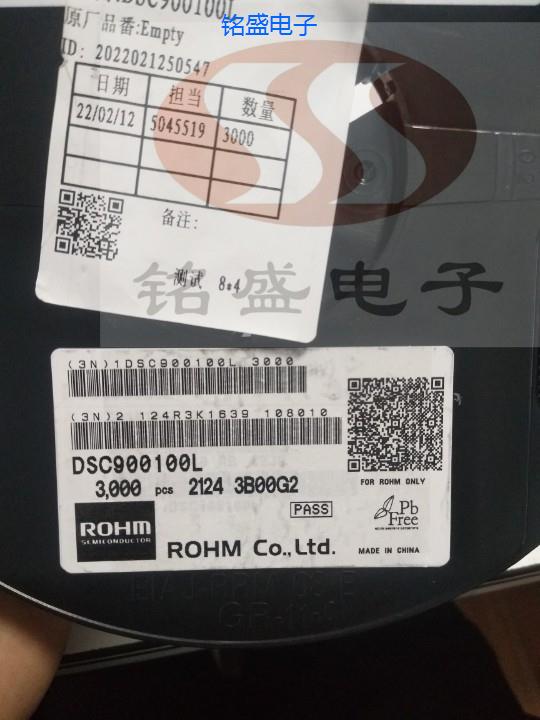 铭盛电子
DSC900100L
原厂品番:Empty
ID: 2022021250547
日期 担当 数量
22/02/12 5045519 3000
备注:
测试 8*4
铭盛电子
(3N)1DSC900100L 3000
(3N)2 124R3K1639 108010
DSC900100L
3,000 pcs 2124 3B00G2
PASS
FOR ROHM ONLY
Pb
Free
ROHM
SEMICONDUCTOR
ROHM Co.,Ltd.
MADE IN CHINA